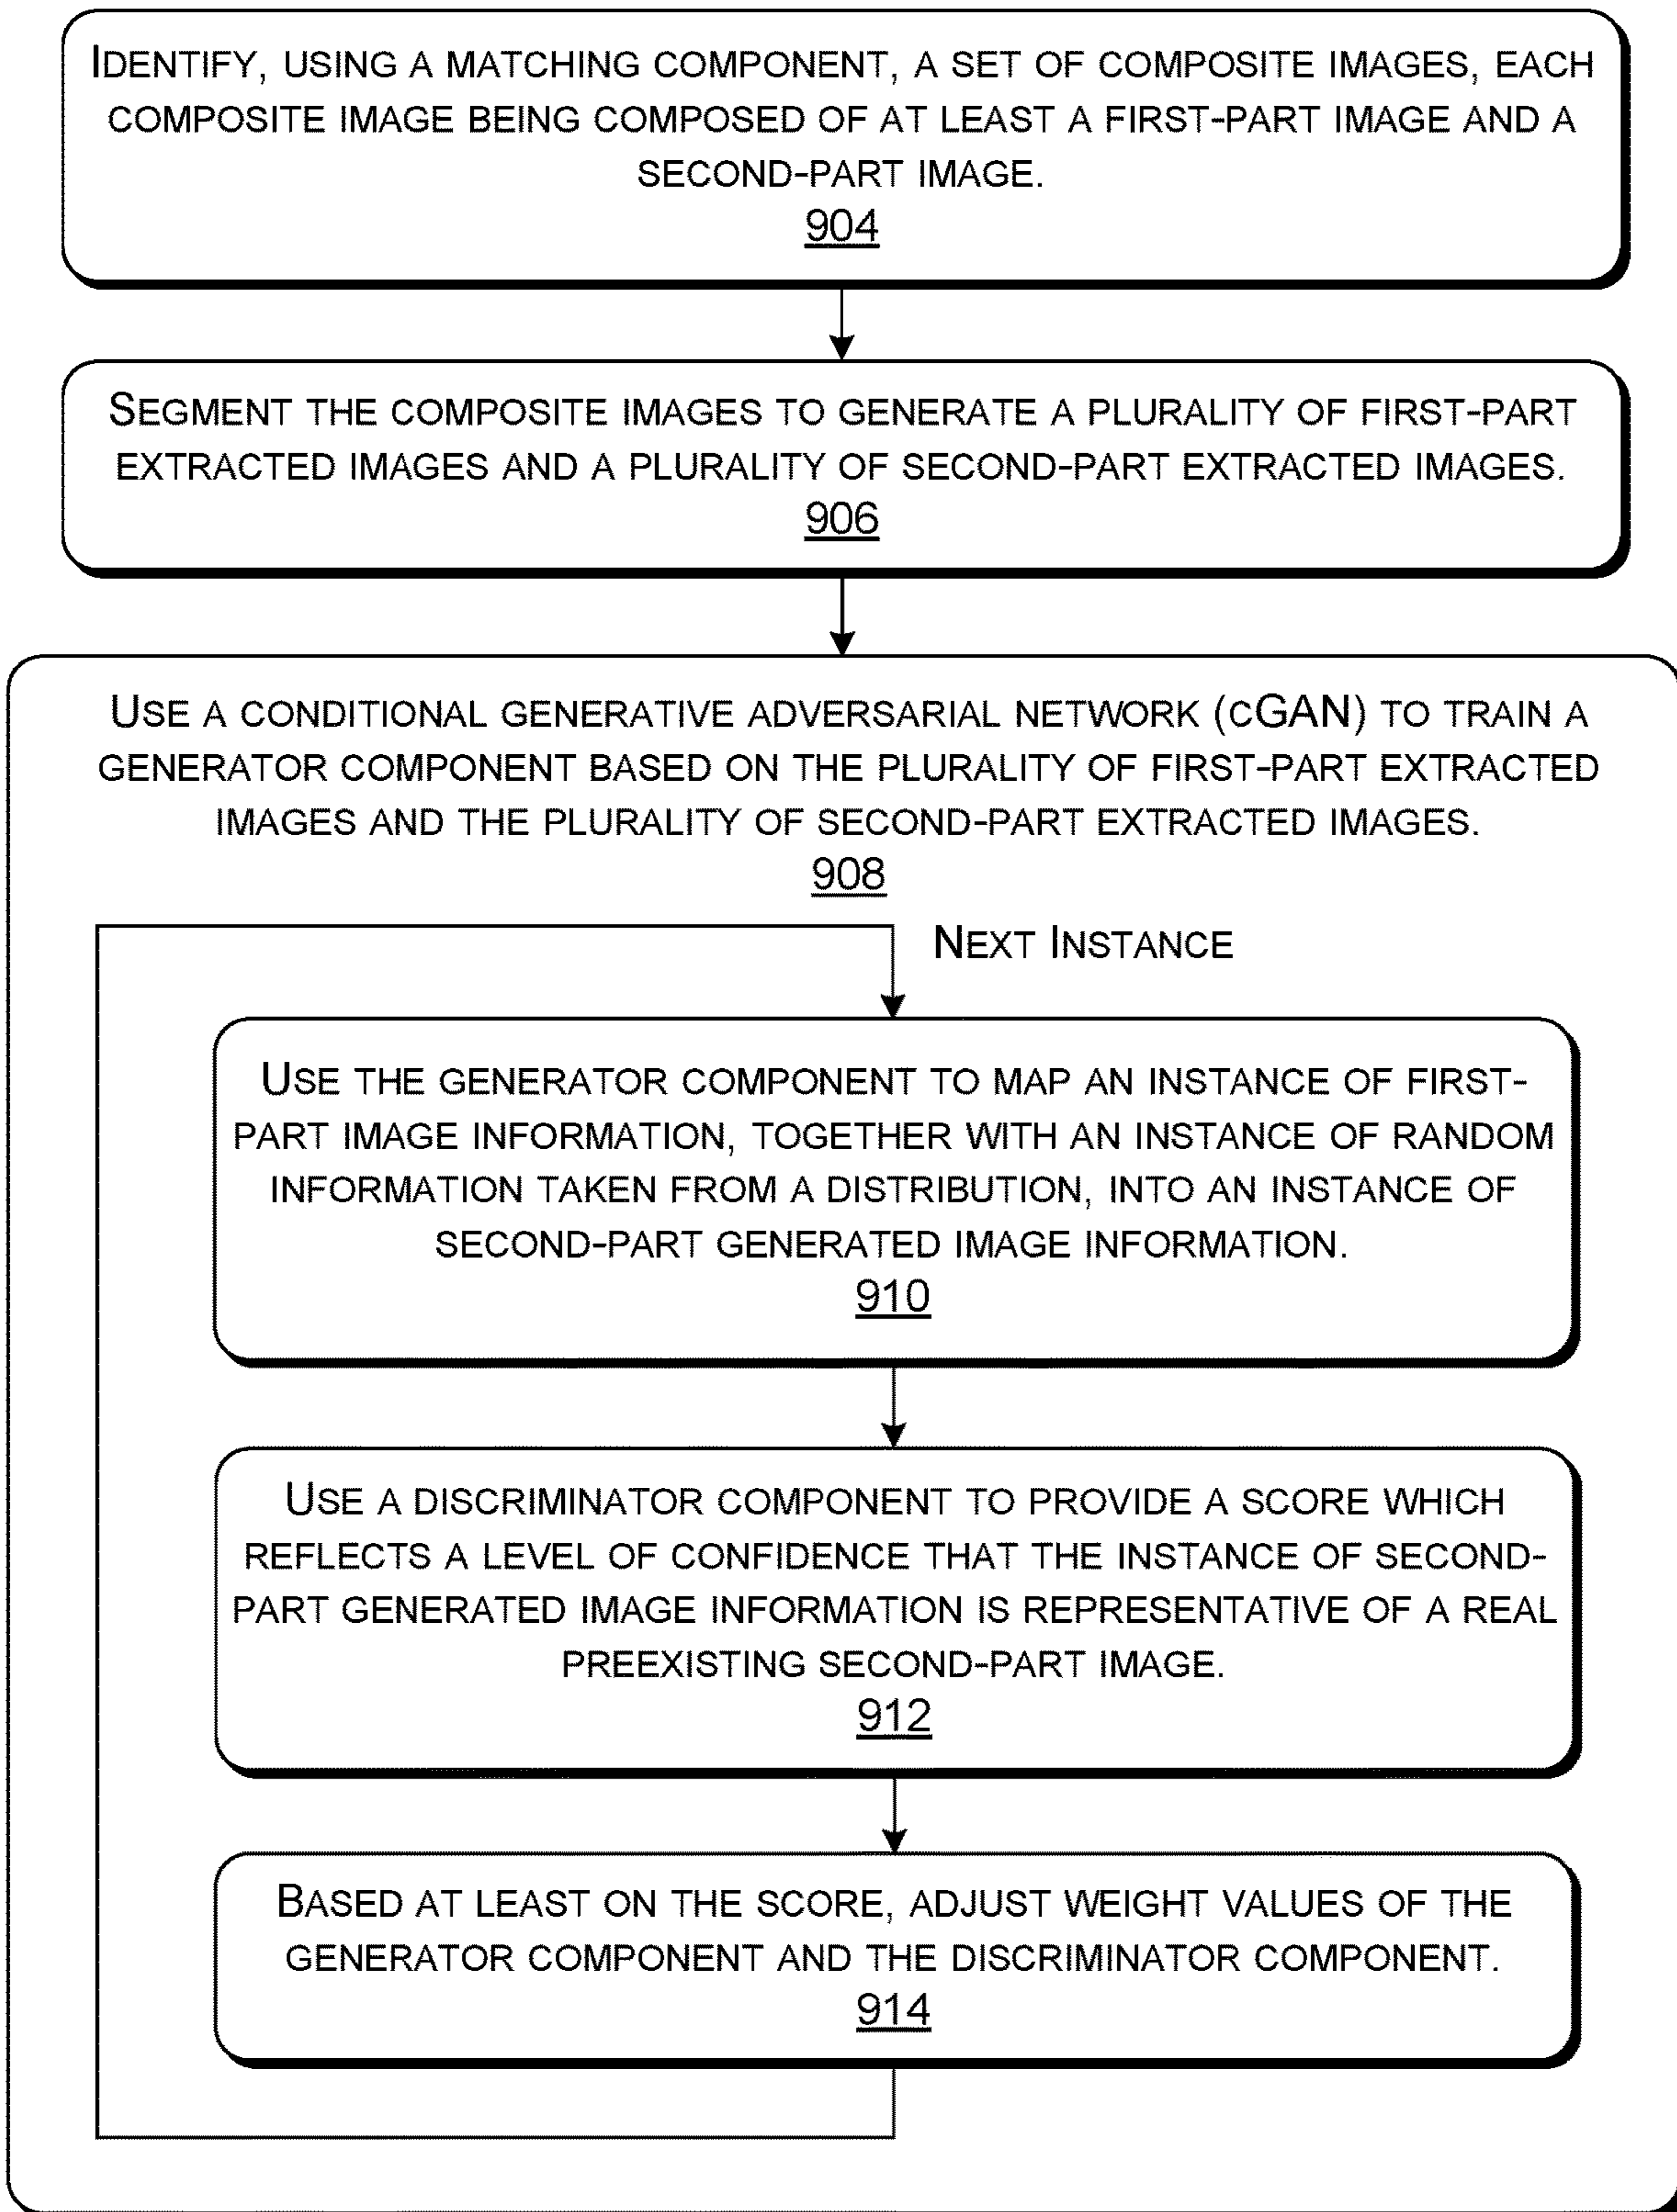 IDENTIFY, USING A MATCHING COMPONENT, A SET OF COMPOSITE IMAGES, EACH
COMPOSITE IMAGE BEING COMPOSED OF AT LEAST A FIRST-PART IMAGE AND A
SECOND-PART IMAGE.
904
SEGMENT THE COMPOSITE IMAGES TO GENERATE A PLURALITY OF FIRST-PART
EXTRACTED IMAGES AND A PLURALITY OF SECOND-PART EXTRACTED IMAGES.
906
USE A CONDITIONAL GENERATIVE ADVERSARIAL NETWORK (CGAN) TO TRAIN A
GENERATOR COMPONENT BASED ON THE PLURALITY OF FIRST-PART EXTRACTED
IMAGES AND THE PLURALITY OF SECOND-PART EXTRACTED IMAGES.
908
NEXT INSTANCE
USE THE GENERATOR COMPONENT TO MAP AN INSTANCE OF FIRST-
PART IMAGE INFORMATION, TOGETHER WITH AN INSTANCE OF RANDOM
INFORMATION TAKEN FROM A DISTRIBUTION, INTO AN INSTANCE OF
SECOND-PART GENERATED IMAGE INFORMATION.
910
USE A DISCRIMINATOR COMPONENT TO PROVIDE A SCORE WHICH
REFLECTS A LEVEL OF CONFIDENCE THAT THE INSTANCE OF SECOND-
PART GENERATED IMAGE INFORMATION IS REPRESENTATIVE OF A REAL
PREEXISTING SECOND-PART IMAGE.
912
BASED AT LEAST ON THE SCORE, ADJUST WEIGHT VALUES OF THE
GENERATOR COMPONENT AND THE DISCRIMINATOR COMPONENT.
914